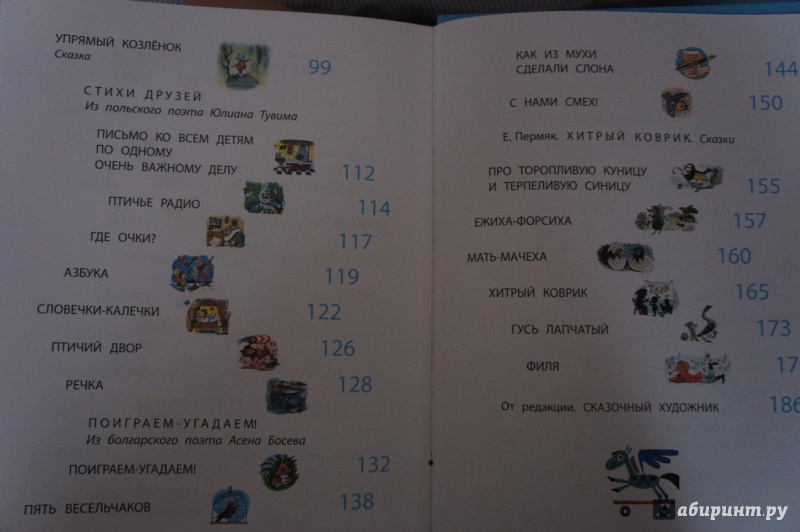 УПРЯМЫЙ КОЗЛЁНОК
Сказка
99
СТИХИ ДРУЗЕЙ
Из польского поэта Юлиана Тувима
ПИСЬМО КО ВСЕМ ДЕТЯМ
ПО ОДНОМУ
ОЧЕНЬ ВАЖНОМУ ДЕЛУ 112
ПТИЧЬЕ РАДИО 114
ГДЕ ОЧКИ? 117
АЗБУКА 119
СЛОВЕЧКИ-КАЛЕЧКИ 122
ПТИЧИЙ ДВОР 126
РЕЧКА 128
ПОИГРАЕМ-УГАДАЕМ!
Из болгарского поэта Асена Босева
ПОИГРАЕМ-УГАДАЕМ! 132
ПЯТЬ ВЕСЕЛЬЧАКОВ 138
КАК ИЗ МУХИ
СДЕЛАЛИ СЛОНА 144
С НАМИ СМЕХ! 150
Е. Пермяк. ХИТРЫЙ КОВРИК. Сказки
ПРО ТОРОПЛИВУЮ КУНИЦУ
И ТЕРПЕЛИВУЮ СИНИЦУ 155
ЕЖИХА-ФОРСИХА 157
МАТЬ-МАЧЕХА 160
ХИТРЫЙ КОВРИК 165
ГУСЬ ЛАПЧАТЫЙ 173
ФИЛЯ 17
От редакции. СКАЗОЧНЫЙ ХУДОЖНИК 186
абиринт.ру